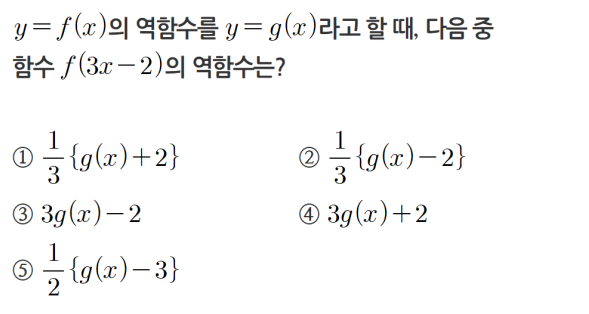 y=f(x)의 역함수를 y=g(x)라고 할 때, 다음 중
함수 f(3x-2)의 역함수는?
① \frac{1}{3}{g(x)+2} ② \frac{1}{3}{g(x)-2}
③ 3g(x)-2 ④ 3g(x)+2
⑤ \frac{1}{2}{g(x)-3}